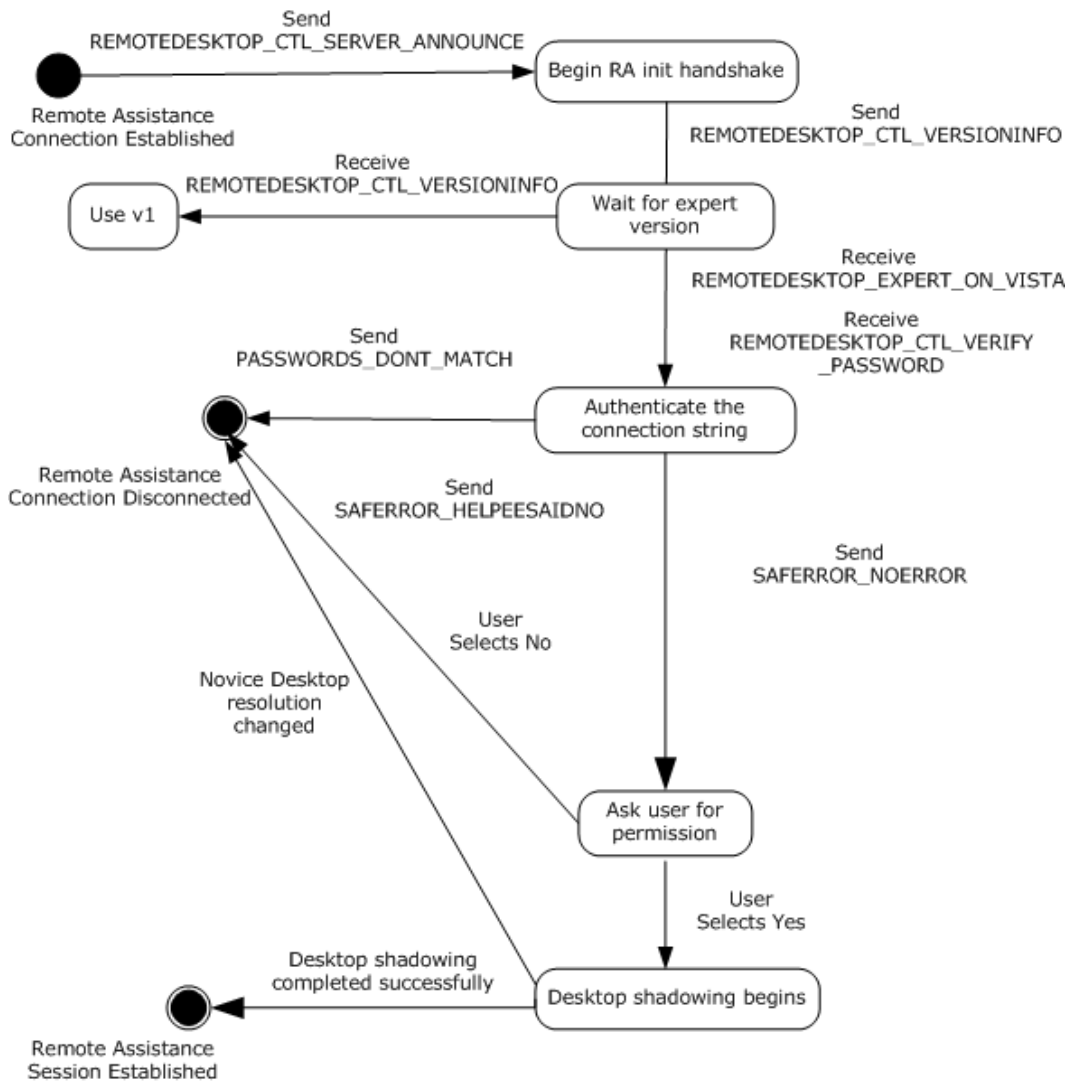 Send
REMOTEDESKTOP_CTL_SERVER_ANNOUNCE
Begin RA init handshake
Remote Assistance
Connection Established
Send
REMOTEDESKTOP_CTL_VERSIONINFO
Receive
REMOTEDESKTOP_CTL_VERSIONINFO
Use v1
Wait for expert
version
Receive
REMOTEDESKTOP_EXPERT_ON_VISTA
Receive
REMOTEDESKTOP_CTL_VERIFY
_PASSWORD
Send
PASSWORDS_DONT_MATCH
Authenticate the
connection string
Remote Assistance
Connection Disconnected
Send
SAFERROR_HELPEESAIDNO
Send
SAFERROR_NOERROR
User
Selects No
Novice Desktop
resolution
changed
Ask user for
permission
User
Selects Yes
Desktop shadowing
completed successfully
Desktop shadowing begins
Remote Assistance
Session Established